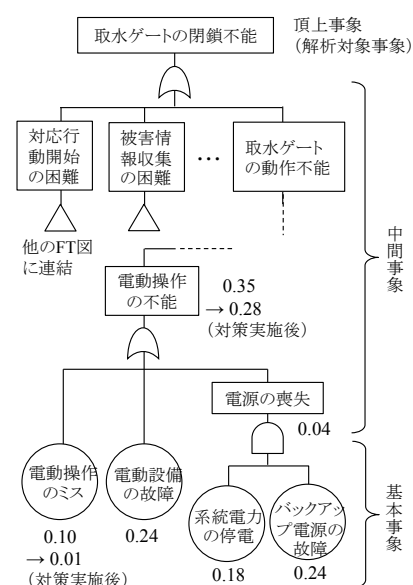 取水ゲートの閉鎖不能
頂上事象
(解析対象事象)
対応行
動開始
の困難
被害情
報収集
の困難
…
取水ゲート
の動作不能
他のFT図
に連結
電動操作
の不能
0.35
→ 0.28
(対策実施後)
中間事象
電源の喪失
0.04
電動操作
のミス
電動設備
の故障
系統電力
の停電
バックアッ
プ電源の
故障
0.10
→ 0.01
(対策実施後)
0.24
0.18
0.24
基本事象